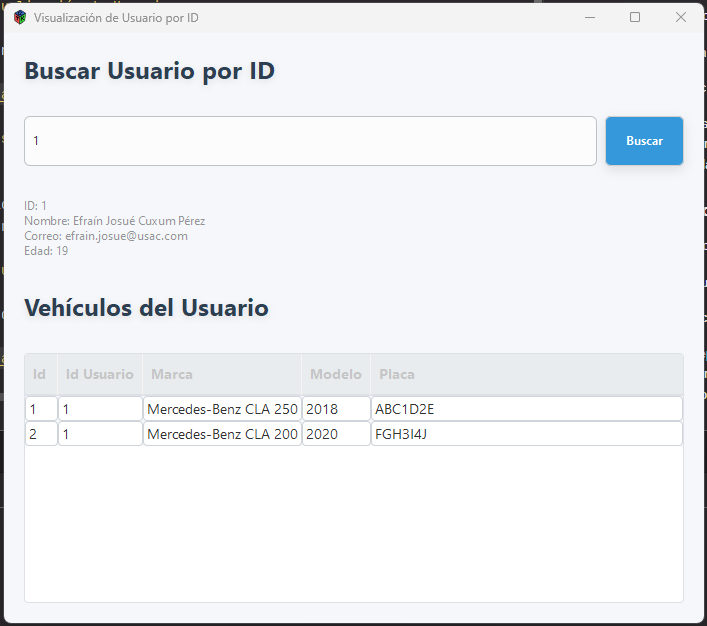 Visualización de Usuario por ID
Buscar Usuario por ID
1
Buscar
ID: 1
Nombre: Efraín Josué Cuxum Pérez
Correo: efrain.josue@usac.com
Edad: 19
Vehículos del Usuario
Id Id Usuario Marca Modelo Placa
1 1 Mercedes-Benz CLA 250 2018 ABC1D2E
2 1 Mercedes-Benz CLA 200 2020 FGH3I4J